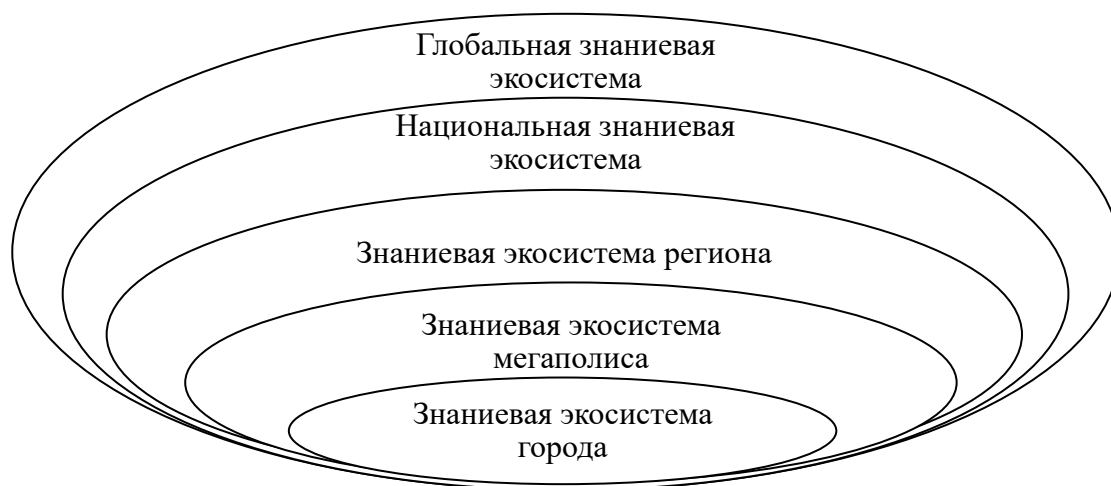 Глобальная знаниевая
экосистема
Национальная знаниевая
экосистема
Знаниевая экосистема региона
Знаниевая экосистема
мегаполиса
Знаниевая экосистема
города